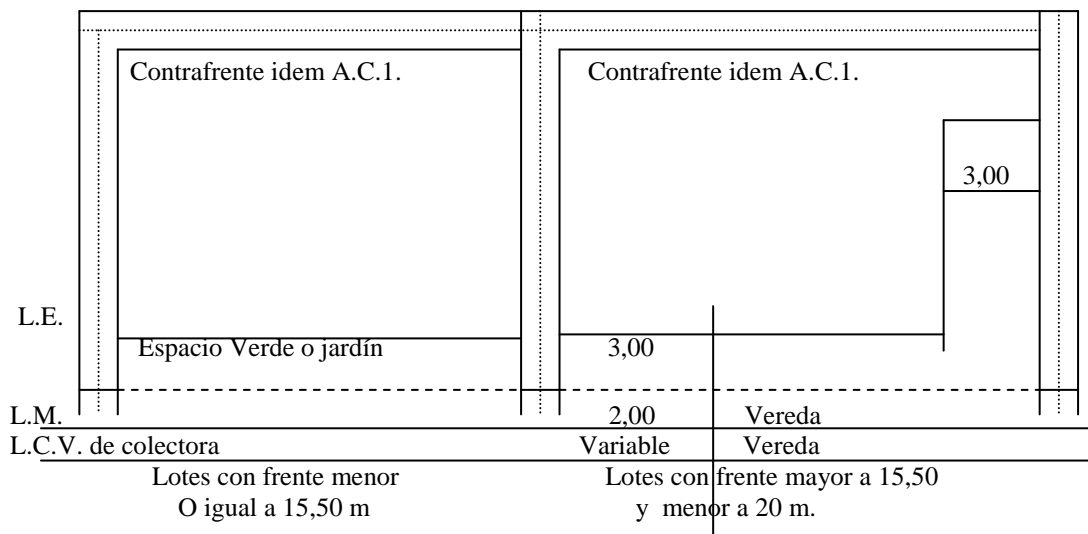 Contrafrente idem A.C.1. Contrafrente idem A.C.1.
3,00
L.E.
Espacio Verde o jardín 3,00
L.M. 2,00 Vereda
L.C.V. de colectora Variable Vereda
Lotes con frente menor Lotes con frente mayor a 15,50
O igual a 15,50 m y menor a 20 m.